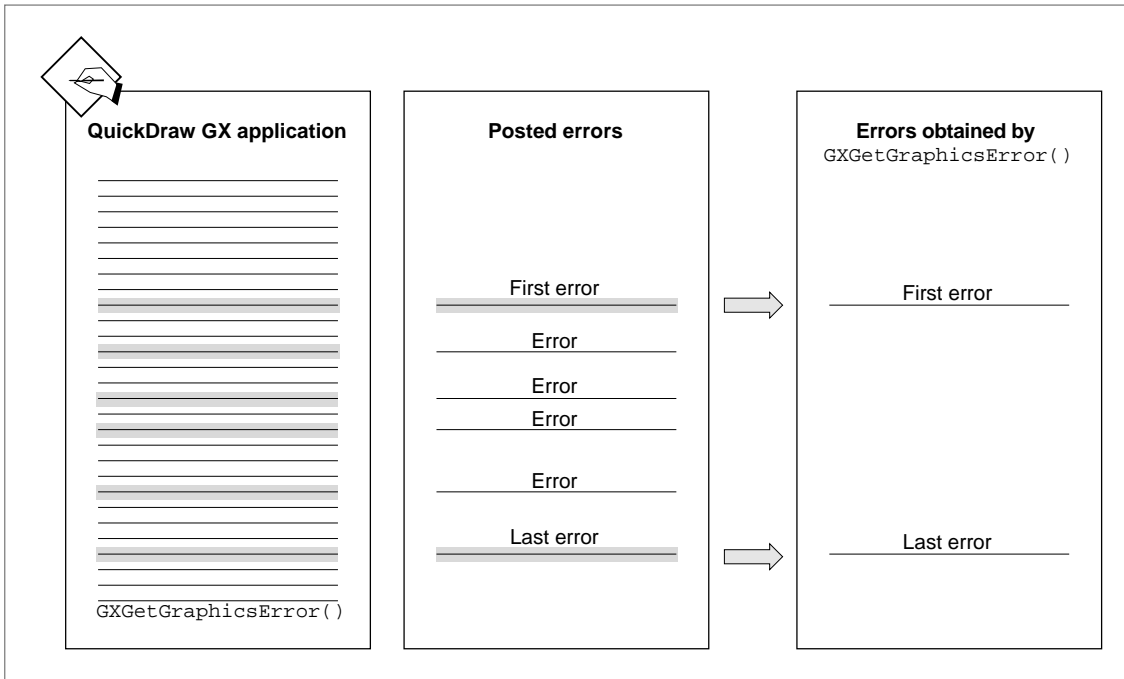 QuickDraw GX application
GXGetGraphicsError()
Posted errors
First error
Error
Error
Error
Error
Last error
Errors obtained by
GXGetGraphicsError()
First error
Last error